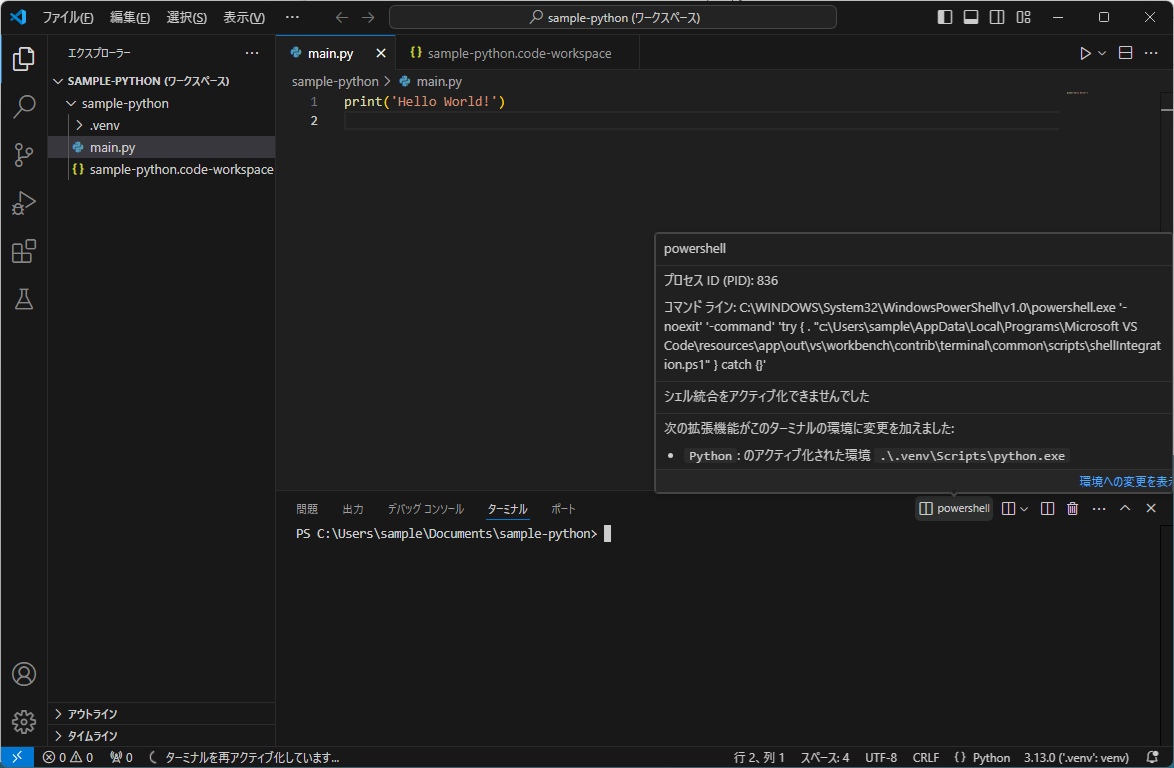 ファイル(F) 編集(E) 選択(S) 表示(V) ··· sample-python (ワークスペース)
エクスプローラー ···
SAMPLE-PYTHON (ワークスペース)
sample-python
.venv
main.py
{} sample-python.code-workspace
main.py {} sample-python.code-workspace ···
sample-python > main.py
1 print('Hello World!')
2
powershell
プロセス ID (PID): 836
コマンド ライン: C:\WINDOWS\System32\WindowsPowerShell\v1.0\powershell.exe '-
noexit' '-command' 'try { . "c:\Users\sample\AppData\Local\Programs\Microsoft VS
Code\resources\app\out\vs\workbench\contrib\terminal\common\scripts\shellIntegrat
ion.ps1" } catch {}'
シェル統合をアクティブ化できませんでした
次の拡張機能がこのターミナルの環境に変更を加えました:
• Python : のアクティブ化された環境 .\.venv\Scripts\python.exe
環境への変更を表示
問題 出力 デバッグ コンソール ターミナル ポート powershell ···
PS C:\Users\sample\Documents\sample-python>
アウトライン
タイムライン
0 0 0 ターミナルを再アクティブ化しています... 行 2、列 1 スペース: 4 UTF-8 CRLF {} Python 3.13.0 ('.venv': venv)